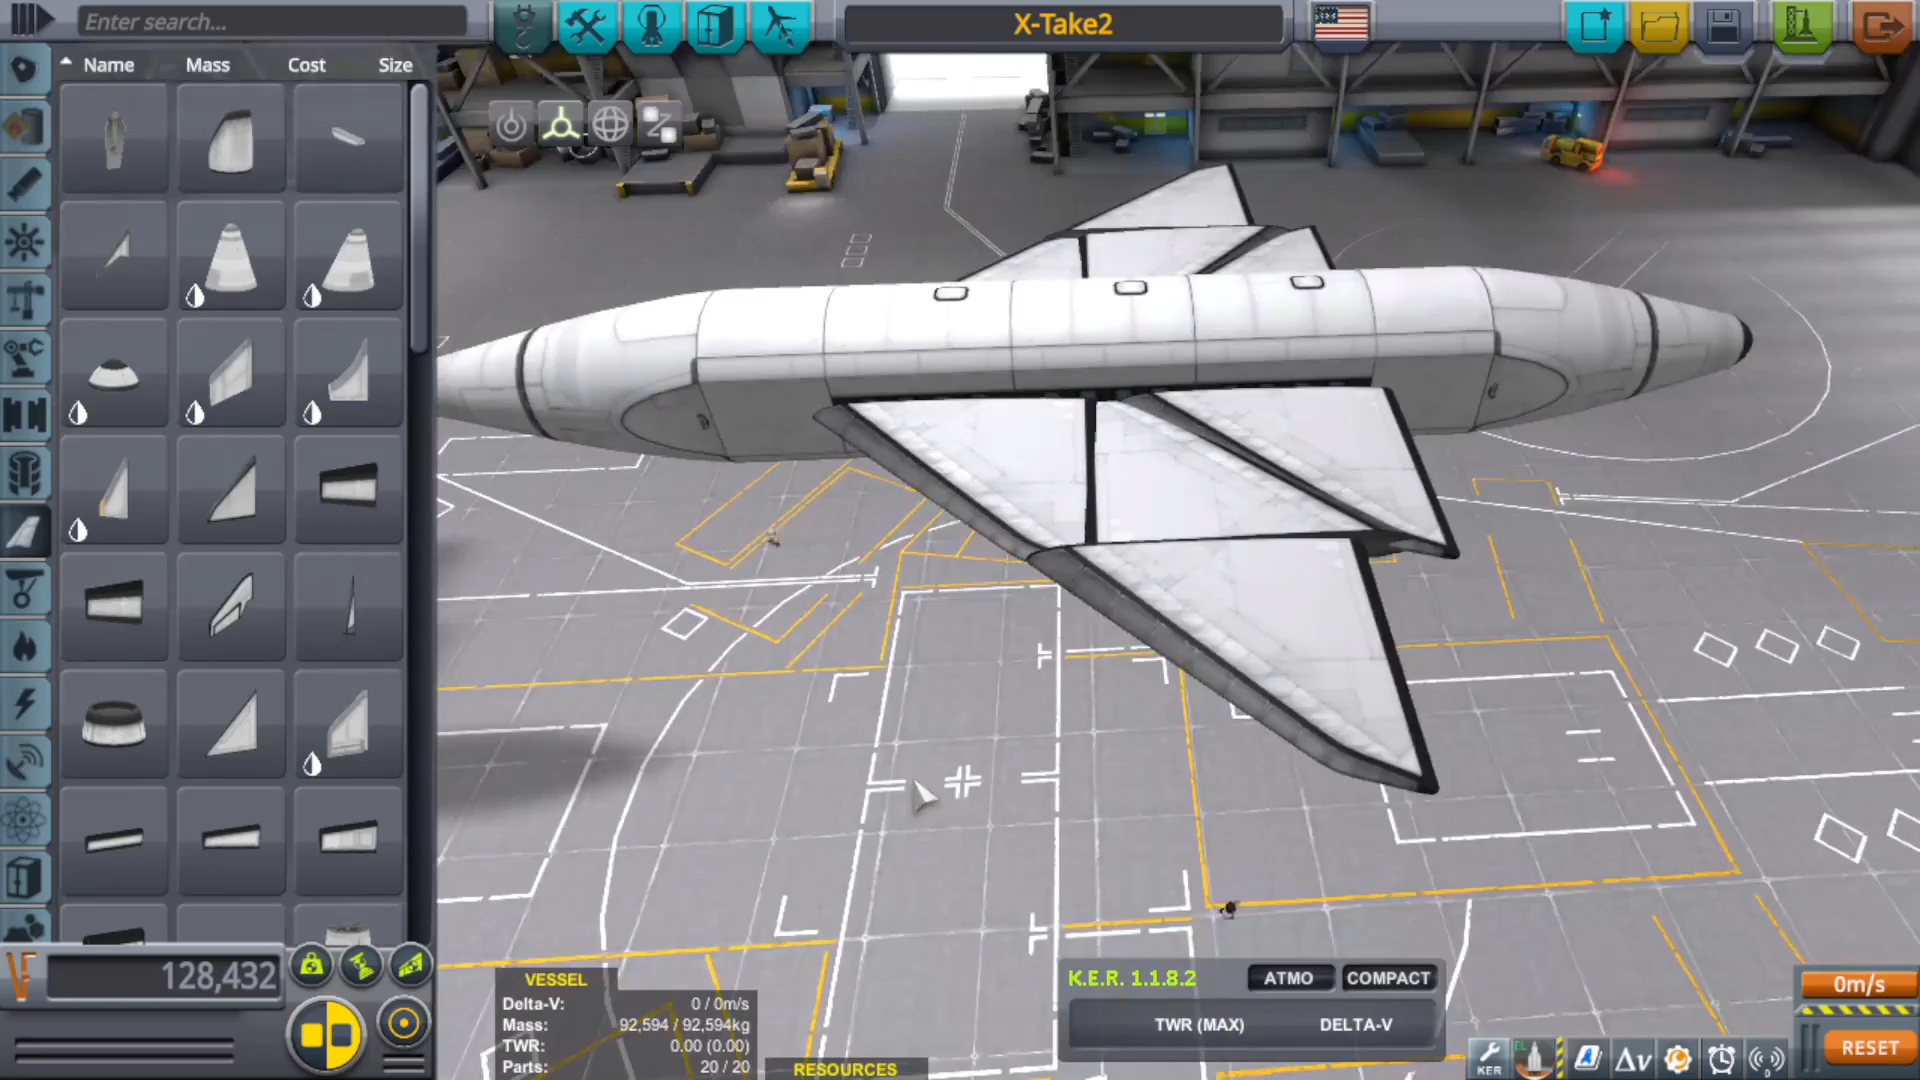 Enter search...
X-Take2
Name
Mass
Cost
Size
128,432
VESSEL
Delta-V: 0 / 0m/s
Mass: 92,594 / 92,594kg
TWR: 0.00 (0.00)
Parts: 20 / 20
RESOURCES
K.E.R. 1.1.8.2
ATMO
COMPACT
TWR (MAX)
DELTA-V
0m/s
RESET
KER
EL
A
Δv
D